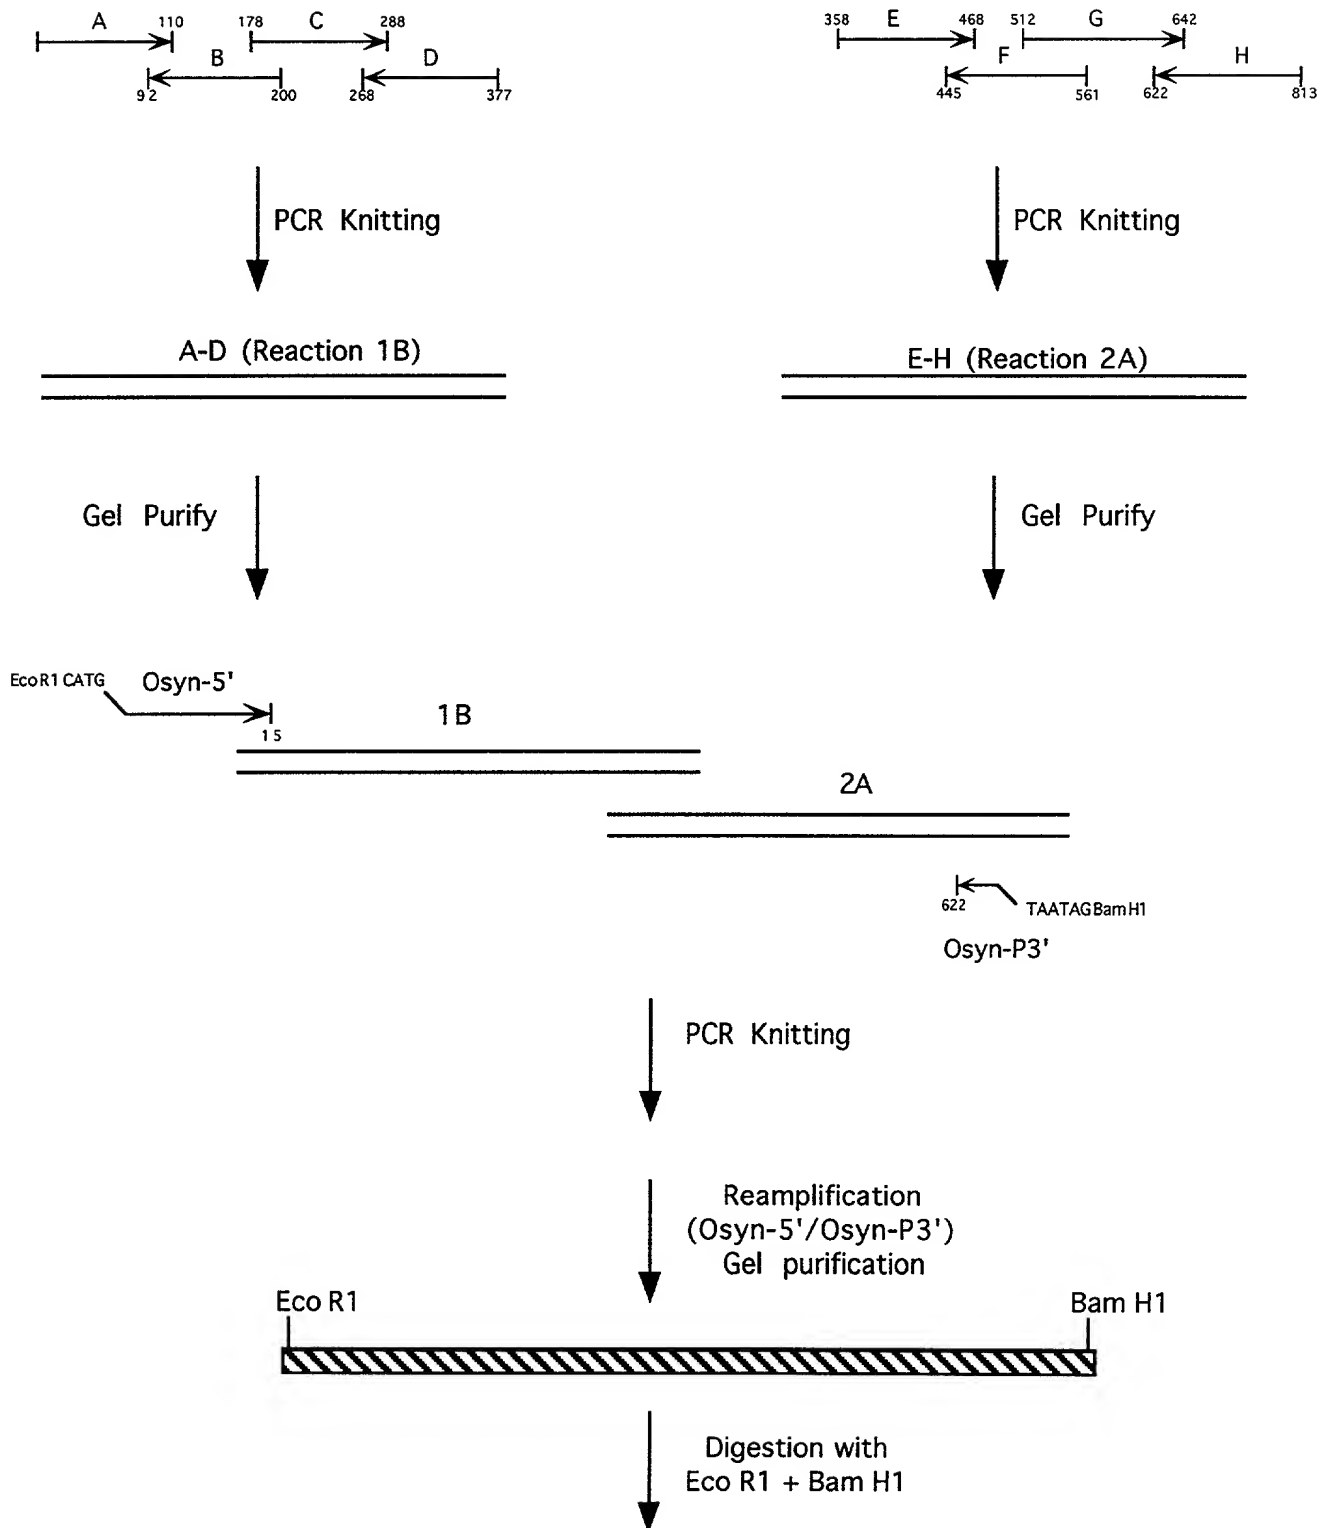 A 110 178 C 288
B D
92 200 268 377
358 E 468 512 G 642
F H
445 561 622 813
PCR Knitting
PCR Knitting
A-D (Reaction 1B)
E-H (Reaction 2A)
Gel Purify
Gel Purify
EcoR1 CATG
Osyn-5'
15
1B
2A
622
TAATAGBamH1
Osyn-P3'
PCR Knitting
Reamplification
(Osyn-5'/Osyn-P3')
Gel purification
Eco R1
Bam H1
Digestion with
Eco R1 + Bam H1